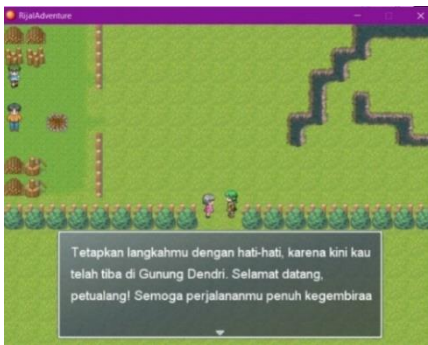 RijalAdventure
Tetapkan langkahmu dengan hati-hati, karena kini kau
telah tiba di Gunung Dendri. Selamat datang,
petualang! Semoga perjalananmu penuh kegembiraa